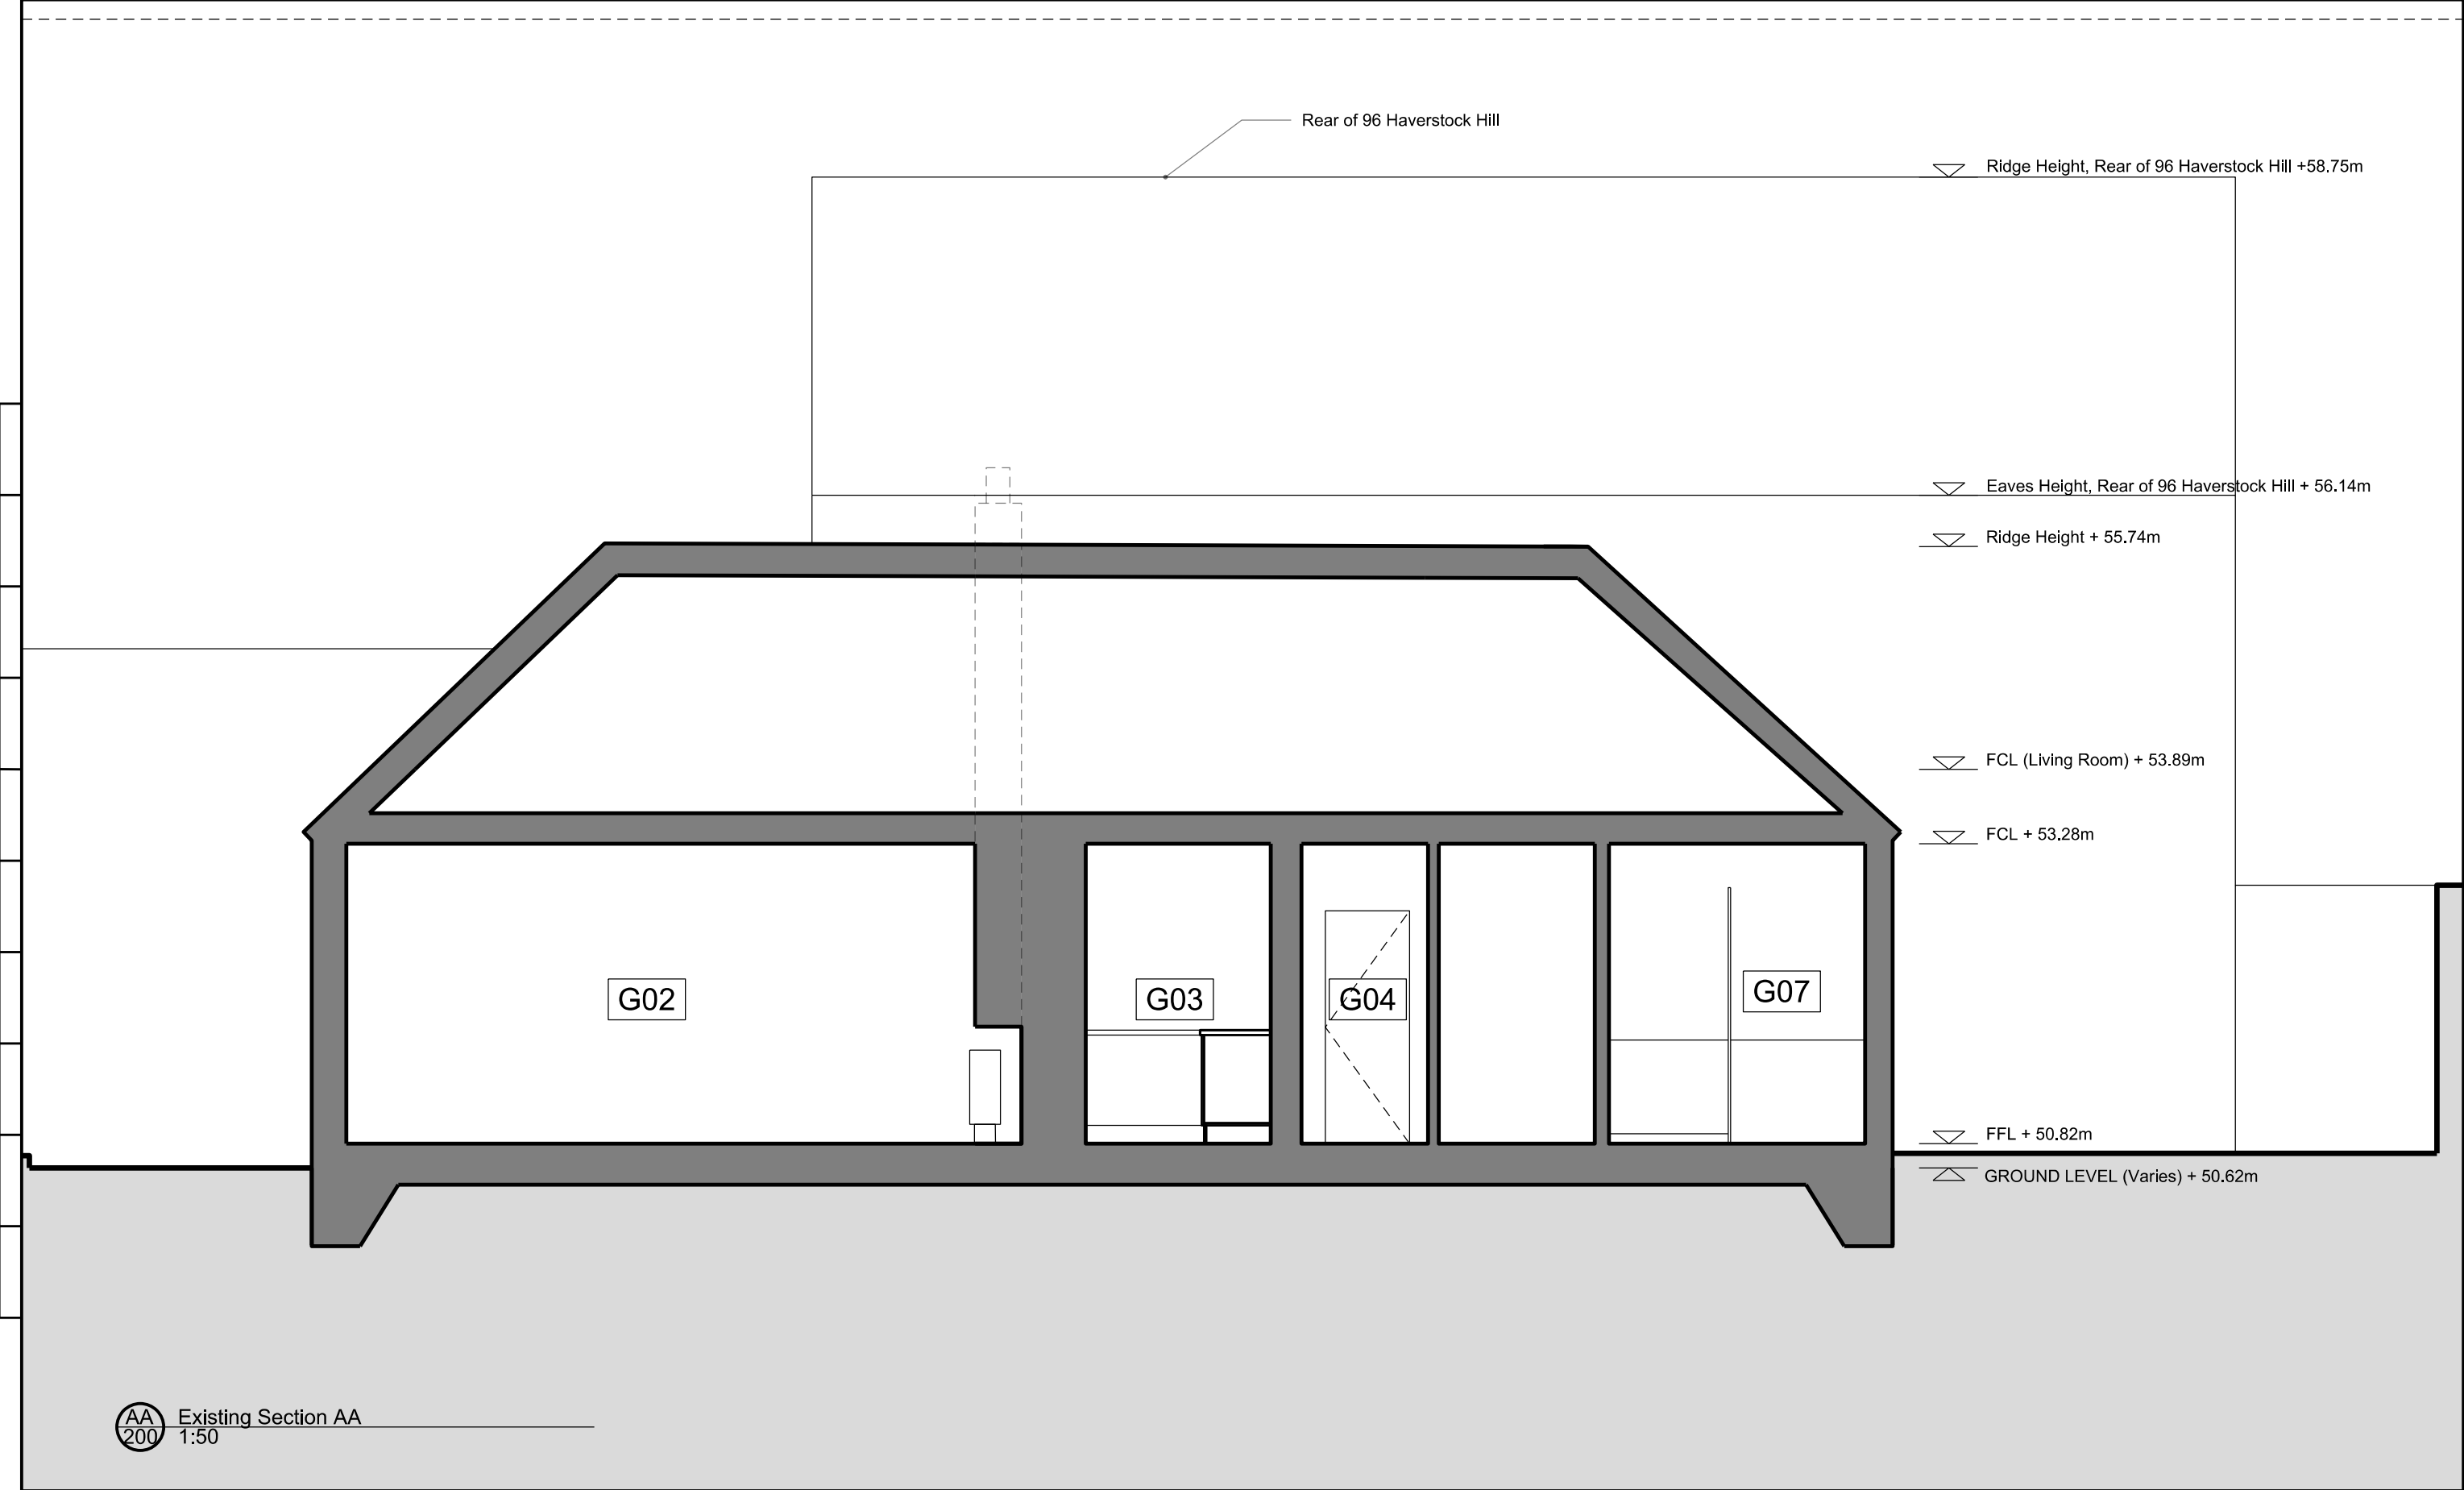 Rear of 96 Haverstock Hill
Ridge Height, Rear of 96 Haverstock Hill +58.75m
Eaves Height, Rear of 96 Haverstock Hill + 56.14m
Ridge Height + 55.74m
FCL (Living Room) + 53.89m
FCL + 53.28m
G02
G03
G04
G07
FFL + 50.82m
GROUND LEVEL (Varies) + 50.62m
AA
200
Existing Section AA
1:50